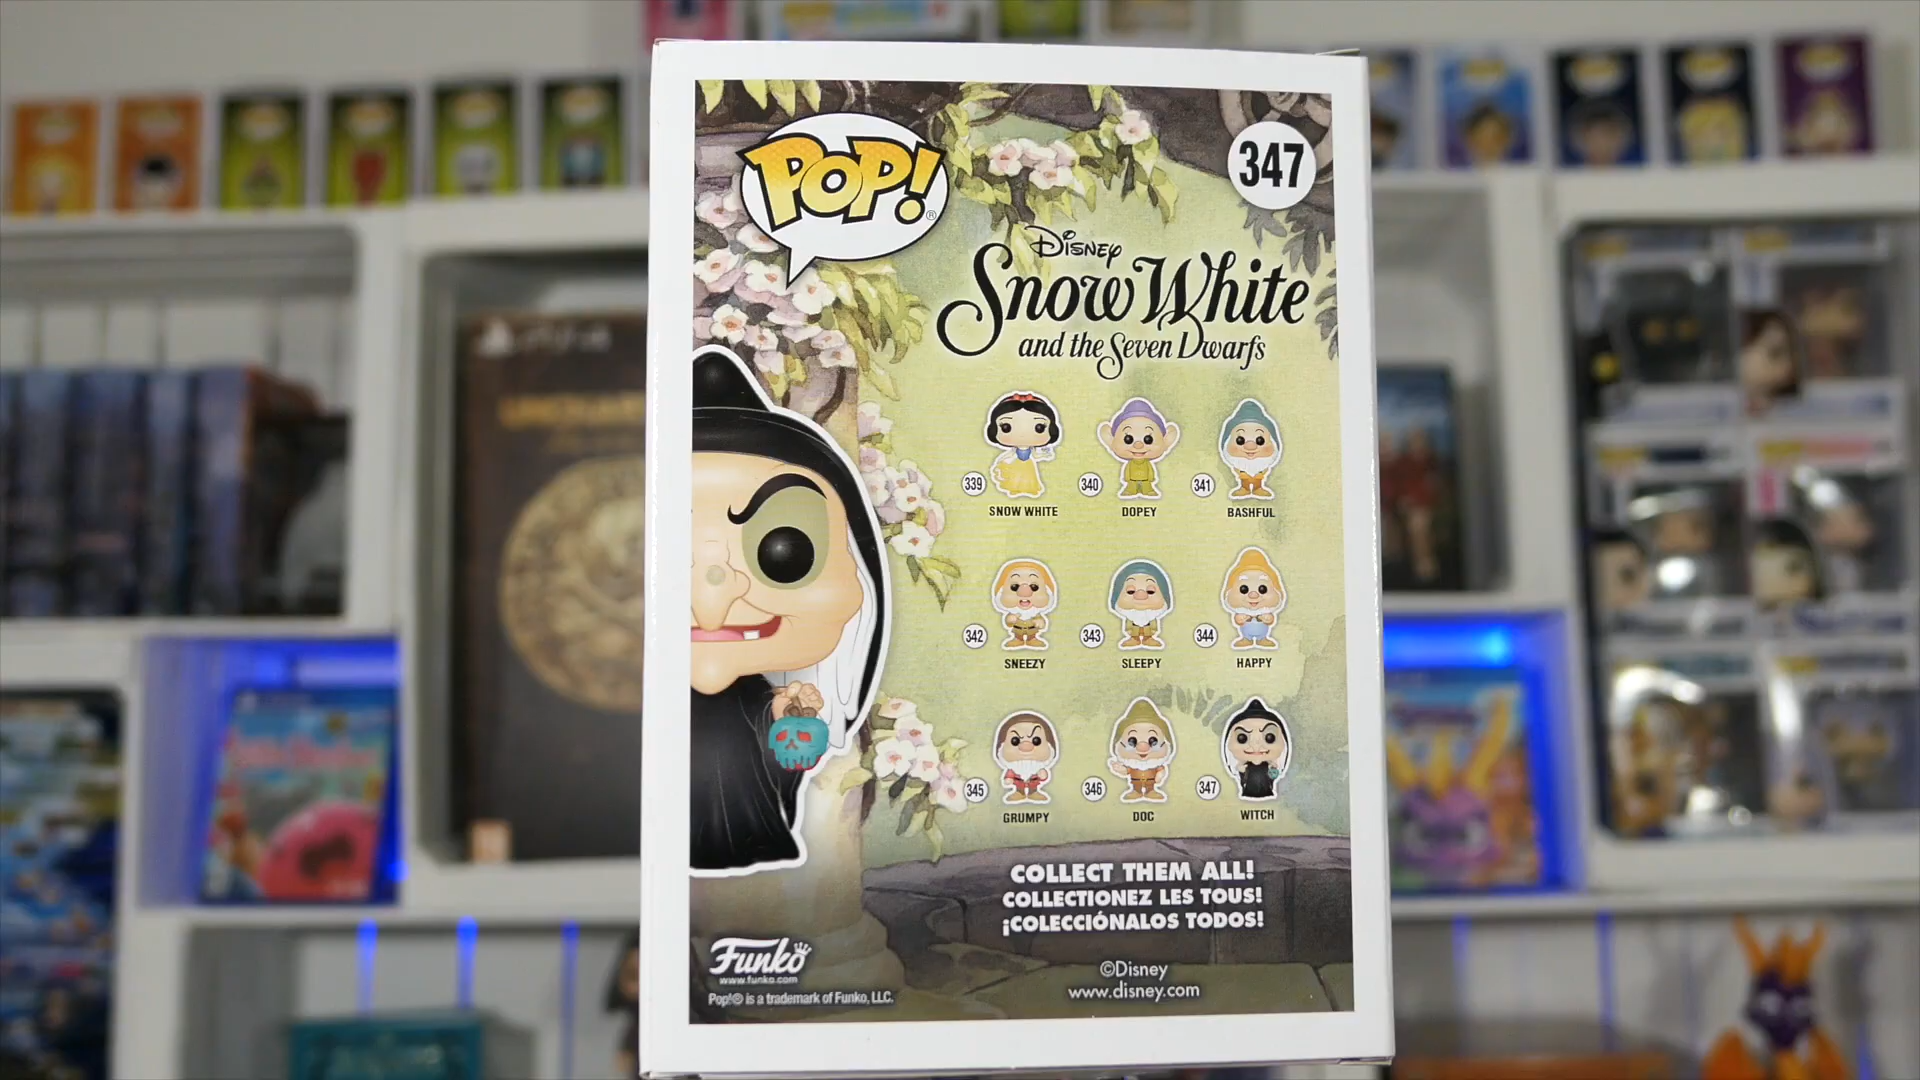 POP!®
347
Disney
Snow White
and the Seven Dwarfs
339
340
341
SNOW WHITE
DOPEY
BASHFUL
342
343
344
SNEEZY
SLEEPY
HAPPY
345
346
347
GRUMPY
DOC
WITCH
COLLECT THEM ALL!
COLLECTIONEZ LES TOUS!
¡COLECCIÓNALOS TODOS!
Funko
www.funko.com
Pop!® is a trademark of Funko, LLC.
©Disney
www.disney.com